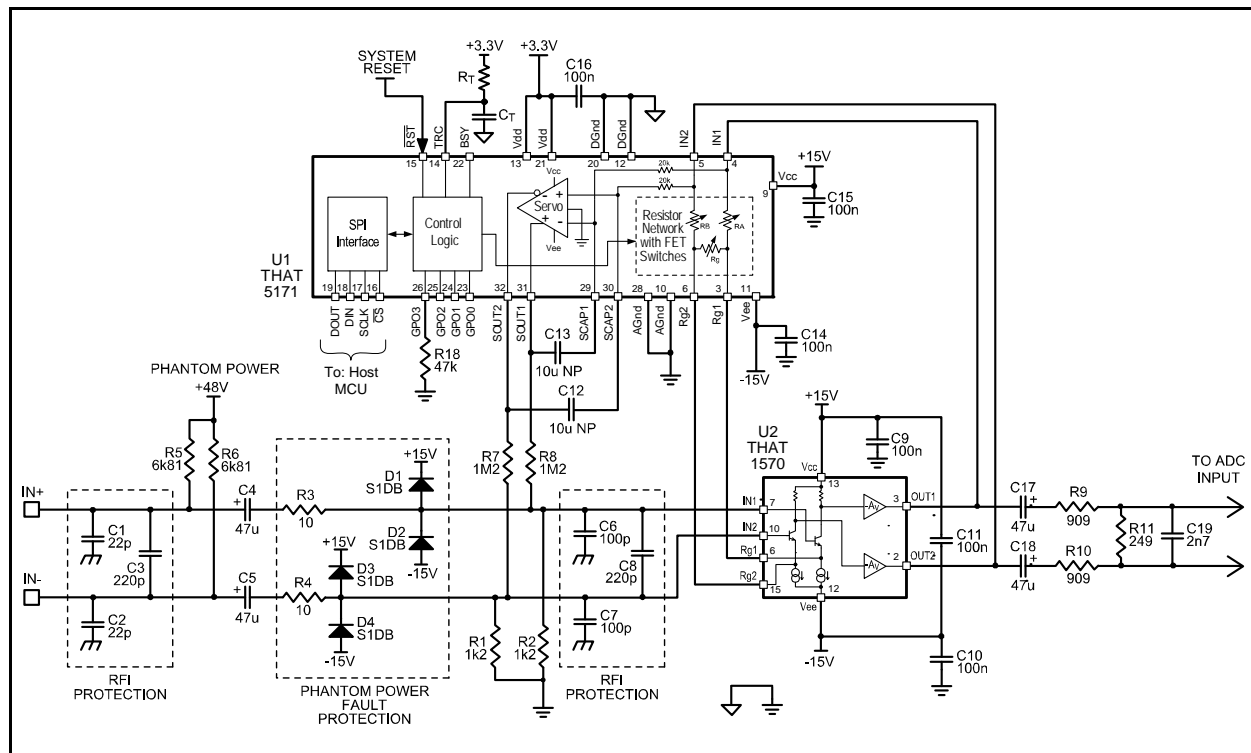 SYSTEM
RESET
+3.3V
RT
CT
+3.3V
C16
100n
RST
TRC
BSY
Vdd
Vdd
DGnd
DGnd
IN2
IN1
15
14
22
13
21
20
12
5
4
+15V
Vcc
9
C15
100n
20k
20k
Vcc
Servo
Vee
- +
+ -
SPI
Interface
Control
Logic
Resistor
Network
with FET
Switches
RB
RA
Rg
U1
THAT
5171
19
18
17
16
26
25
24
23
32
31
29
30
28
10
6
3
11
DOUT
DIN
SCLK
CS
GPO3
GPO2
GPO1
GPO0
SOUT2
SOUT1
SCAP1
SCAP2
AGnd
AGnd
Rg2
Rg1
Vee
To: Host
MCU
R18
47k
C13
10u NP
C12
10u NP
C14
100n
-15V
PHANTOM POWER
+48V
R5
6k81
R6
6k81
R7
1M2
R8
1M2
+15V
D1
S1DB
D2
S1DB
-15V
+15V
D3
S1DB
D4
S1DB
-15V
IN+
IN-
C1
22p
C3
220p
C2
22p
RFI
PROTECTION
C4
+
47u
C5
+
47u
R3
10
R4
10
PHANTOM POWER
FAULT
PROTECTION
R1
1k2
R2
1k2
C6
100p
C8
220p
C7
100p
RFI
PROTECTION
U2
THAT
1570
+15V
C9
100n
Vcc
13
IN1
7
IN2
10
Rg1
6
Rg2
15
-Av
-Av
3
OUT1
2
OUT2
12
Vee
-15V
C11
100n
C10
100n
C17
+
47u
C18
+
47u
R9
909
R10
909
R11
249
C19
2n7
TO ADC
INPUT